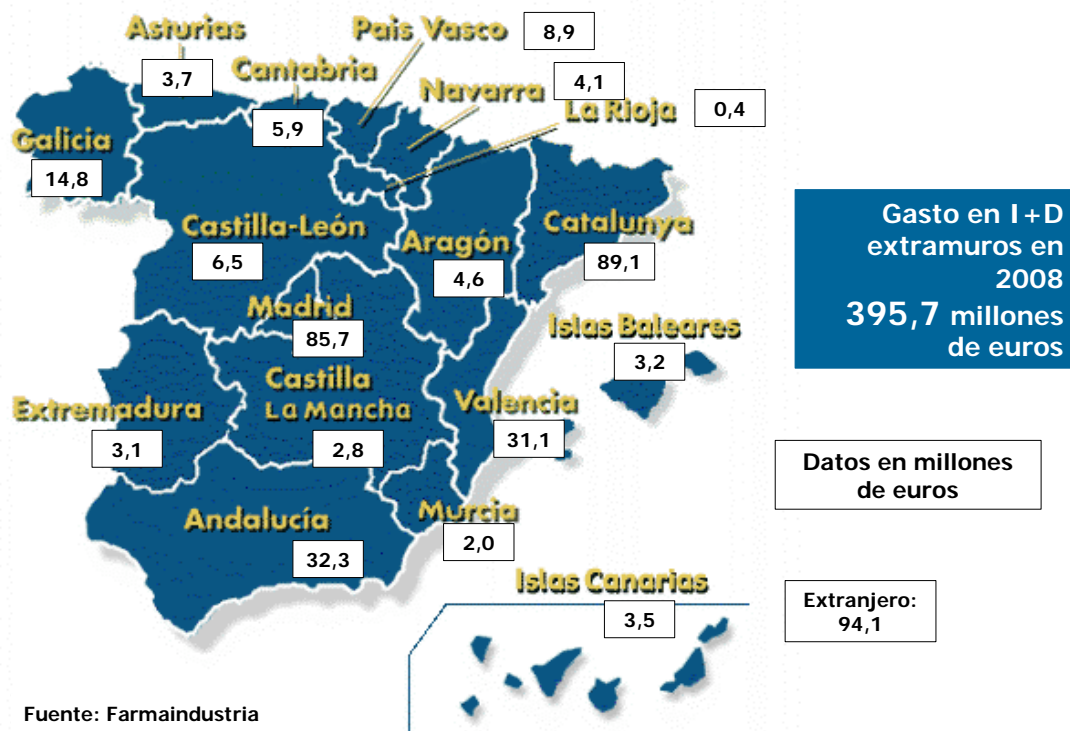 Asturias
3,7
Pais Vasco
8,9
Cantabria
5,9
Navarra
4,1
La Rioja
0,4
Galicia
14,8
Castilla-León
6,5
Aragón
4,6
Catalunya
89,1
Gasto en I+D
extramuros en
2008
395,7 millones
de euros
Madrid
85,7
Islas Baleares
3,2
Castilla
La Mancha
2,8
Extremadura
3,1
Valencia
31,1
Datos en millones
de euros
Andalucía
32,3
Murcia
2,0
Islas Canarias
3,5
Extranjero:
94,1
Fuente: Farmaindustria